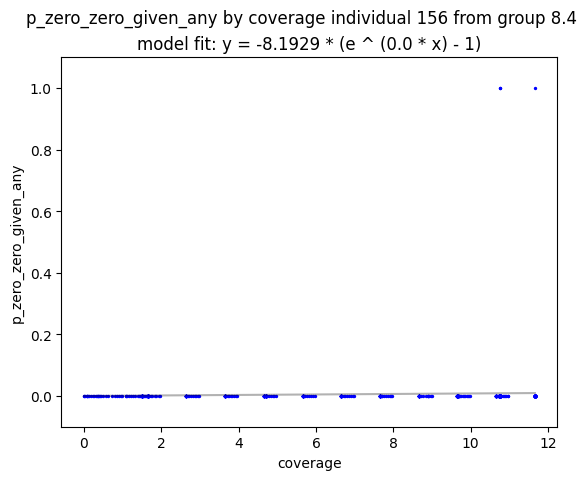 p_zero_zero_given_any by coverage individual 156 from group 8.4
model fit: y = -8.1929 * (e ^ (0.0 * x) - 1)
1.0
0.8
0.6
0.4
0.2
0.0
p_zero_zero_given_any
0 2 4 6 8 10 12
coverage